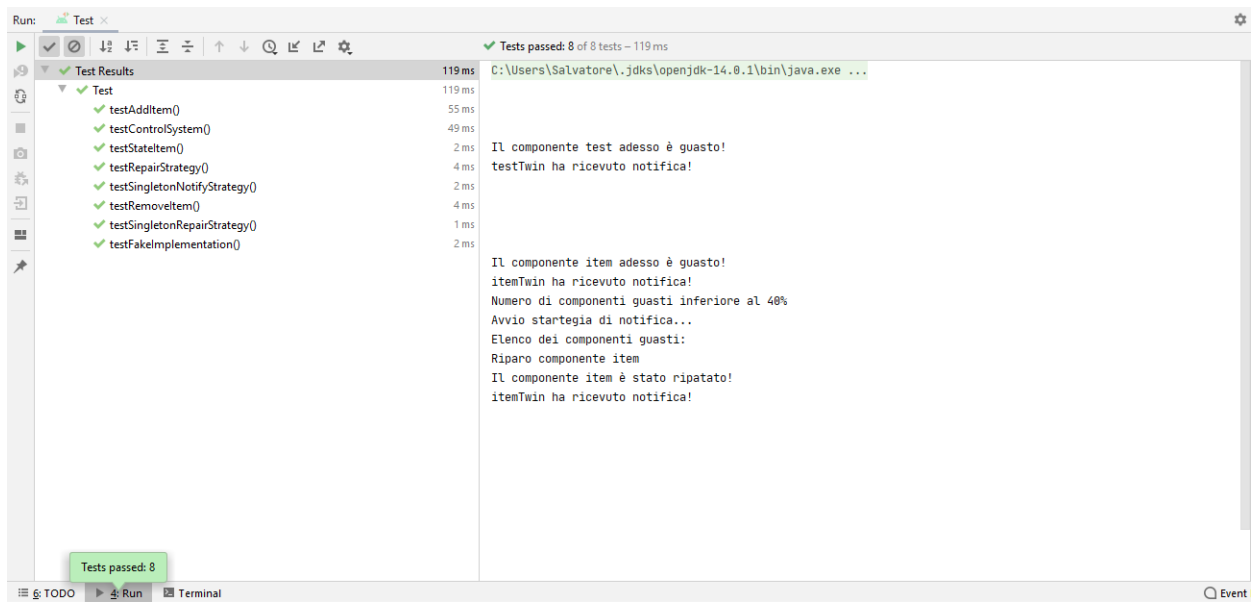 Run: Test
Tests passed: 8 of 8 tests – 119 ms
Test Results 119 ms
Test 119 ms
testAddItem() 55 ms
testControlSystem() 49 ms
testStateItem() 2 ms
testRepairStrategy() 4 ms
testSingletonNotifyStrategy() 2 ms
testRemoveItem() 4 ms
testSingletonRepairStrategy() 1 ms
testFakeImplementation() 2 ms
C:\Users\Salvatore\.jdks\openjdk-14.0.1\bin\java.exe ...
Il componente test adesso è guasto!
testTwin ha ricevuto notifica!
Il componente item adesso è guasto!
itemTwin ha ricevuto notifica!
Numero di componenti guasti inferiore al 40%
Avvio startegia di notifica...
Elenco dei componenti guasti:
Riparo componente item
Il componente item è stato ripatato!
itemTwin ha ricevuto notifica!
Tests passed: 8
6: TODO 4: Run Terminal Event